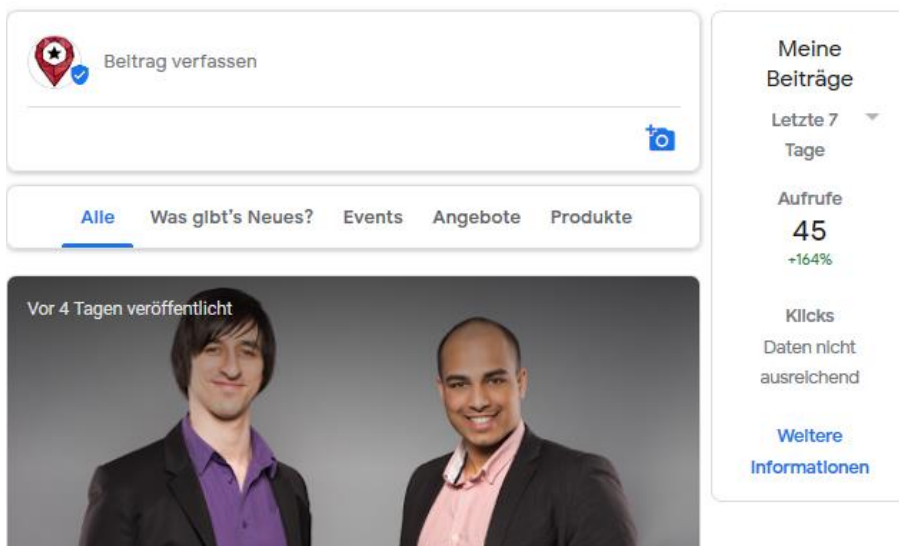 Beitrag verfassen
Alle Was gibt's Neues? Events Angebote Produkte
Vor 4 Tagen veröffentlicht
Meine
Beiträge
Letzte 7
Tage
Aufrufe
45
+164%
Klicks
Daten nicht
ausreichend
Weitere
Informationen